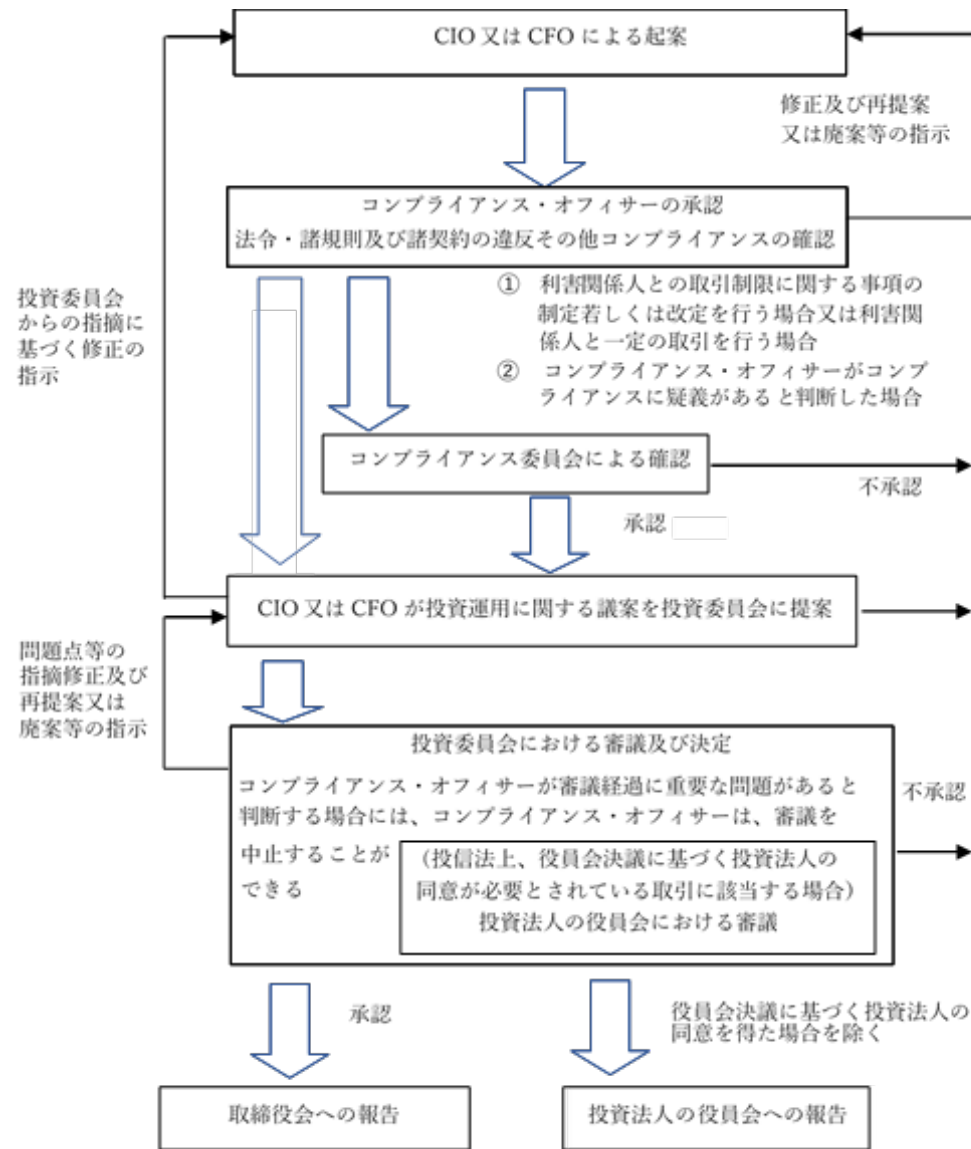 CIO 又は CFO による起案
修正及び再提案
又は廃案等の指示
コンプライアンス・オフィサーの承認
法令・諸規則及び諸契約の違反その他コンプライアンスの確認
① 利害関係人との取引制限に関する事項の
制定若しくは改定を行う場合又は利害関
係人と一定の取引を行う場合
② コンプライアンス・オフィサーがコンプ
ライアンスに疑義があると判断した場合
投資委員会
からの指摘に
基づく修正の
指示
コンプライアンス委員会による確認
不承認
承認
CIO 又は CFO が投資運用に関する議案を投資委員会に提案
問題点等の
指摘修正及び
再提案又は
廃案等の指示
投資委員会における審議及び決定
コンプライアンス・オフィサーが審議経過に重要な問題があると
判断する場合には、コンプライアンス・オフィサーは、審議を
中止することが
できる
不承認
（投信法上、役員会決議に基づく投資法人の
同意が必要とされている取引に該当する場合）
投資法人の役員会における審議
承認
役員会決議に基づく投資法人の
同意を得た場合を除く
取締役会への報告
投資法人の役員会への報告